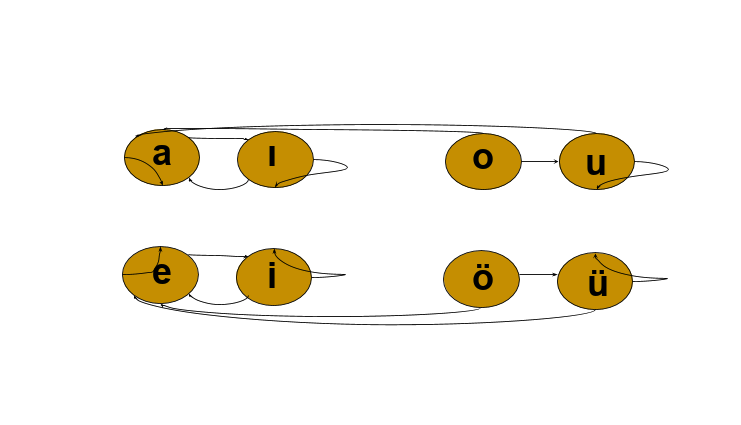 a ı o u
e i ö ü